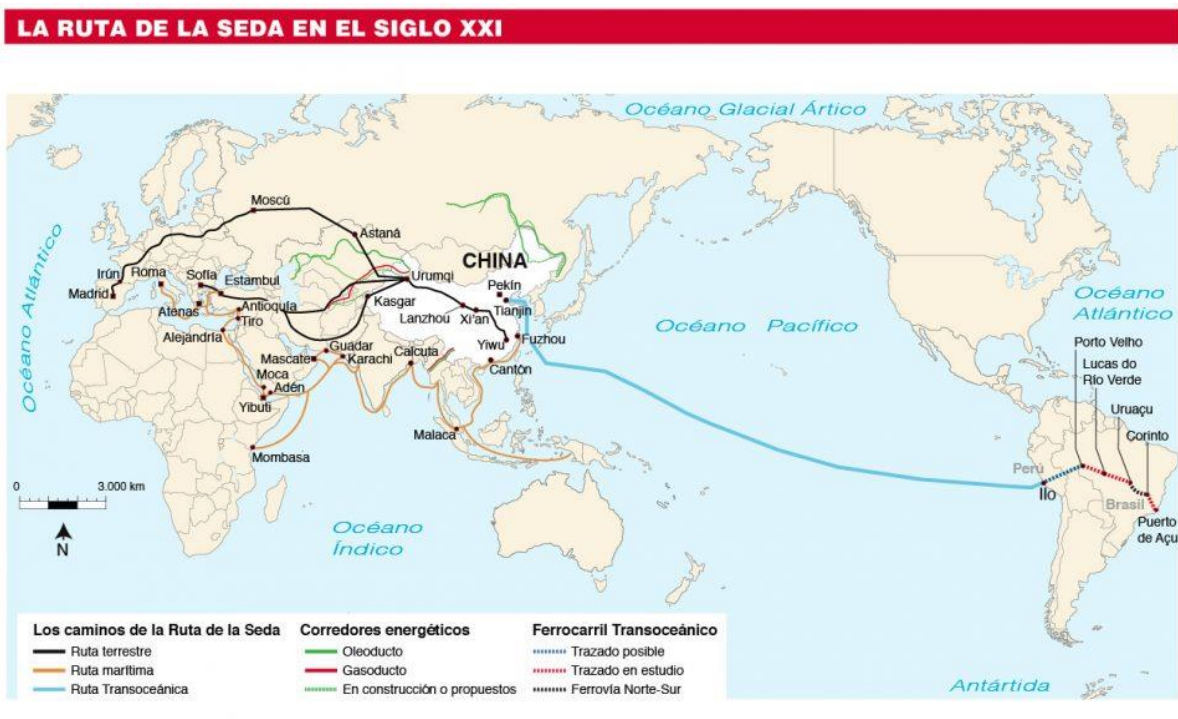 LA RUTA DE LA SEDA EN EL SIGLO XXI
Océano Glacial Ártico
Océano Atlántico
Moscú
Astaná
CHINA
Irún
Roma
Sofía
Estambul
Urumqi
Pekín
Madrid
Kasgar
Tianjin
Océano
Atlántico
Atenas
Antioquía
Lanzhou
Xi'an
Tiro
Océano Pacífico
Alejandría
Guadar
Yiwu
Fuzhou
Porto Velho
Mascate
Karachi
Calcuta
Cantón
Lucas do
Río Verde
Moca
Adén
Yibuti
Uruaçu
Malaca
Corinto
Mombasa
Perú
Ilo
Brasil
0
3.000 km
N
Océano
Índico
Puerto
de Açu
Los caminos de la Ruta de la Seda
Ruta terrestre
Ruta marítima
Ruta Transoceánica
Corredores energéticos
Oleoducto
Gasoducto
En construcción o propuestos
Ferrocarril Transoceánico
Trazado posible
Trazado en estudio
Ferrovía Norte-Sur
Antártida